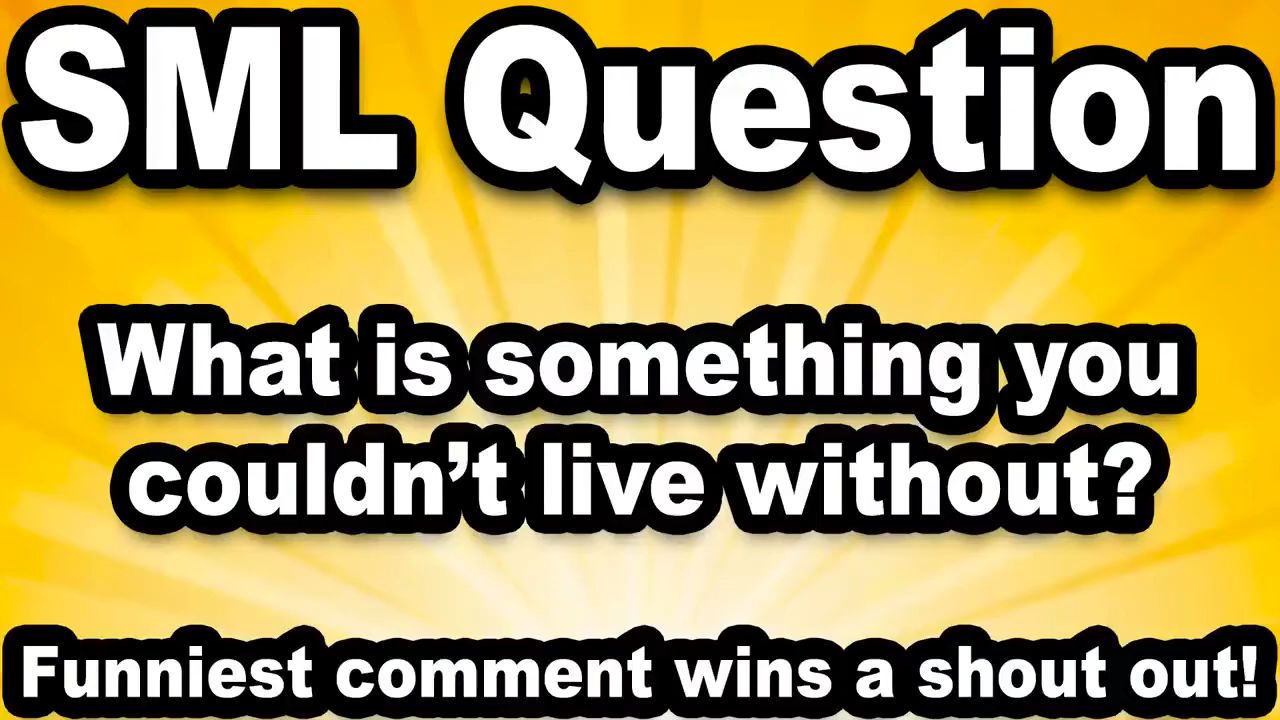 SML Question
What is something you
couldn’t live without?
Funniest comment wins a shout out!